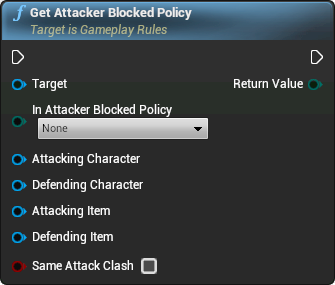 f Get Attacker Blocked Policy
Target is Gameplay Rules
Target Return Value
In Attacker Blocked Policy
None
Attacking Character
Defending Character
Attacking Item
Defending Item
Same Attack Clash